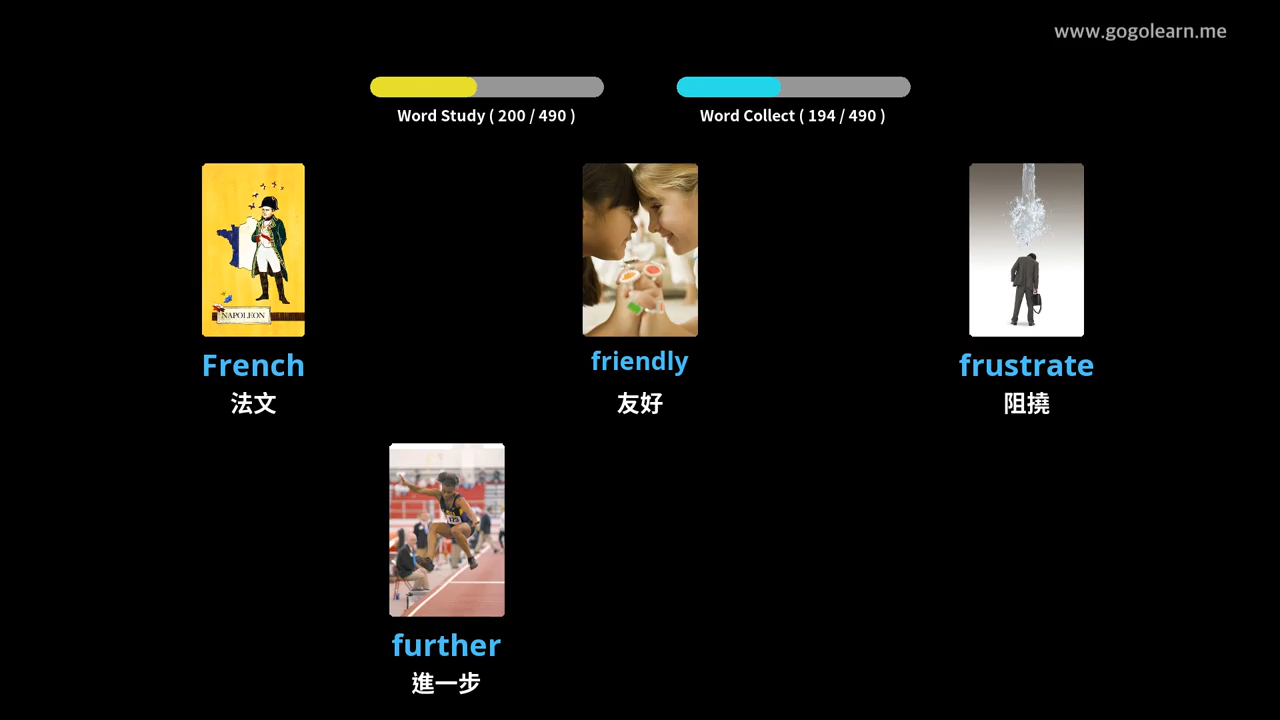 www.gogolearn.me
Word Study ( 200 / 490 )
Word Collect ( 194 / 490 )
NAPOLEON
French
法文
friendly
友好
frustrate
阻撓
further
進一步